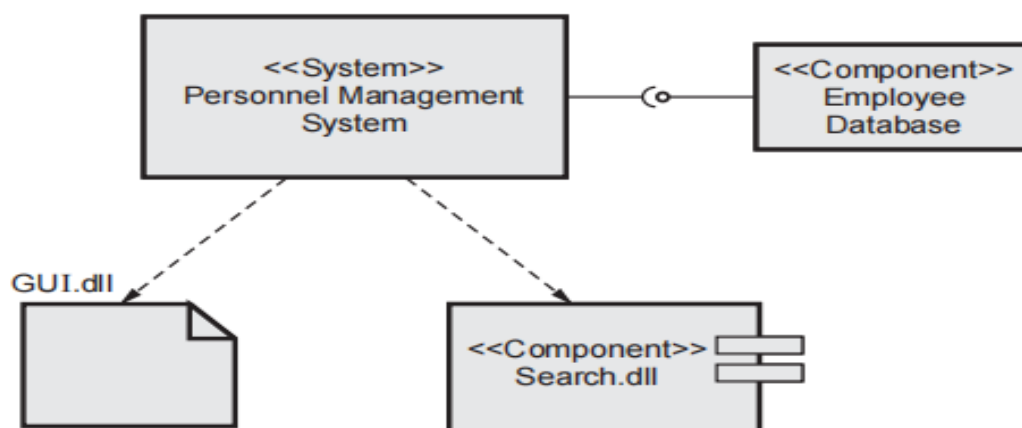 <<System>>
Personnel Management
System
<<Component>>
Employee
Database
GUI.dll
<<Component>>
Search.dll